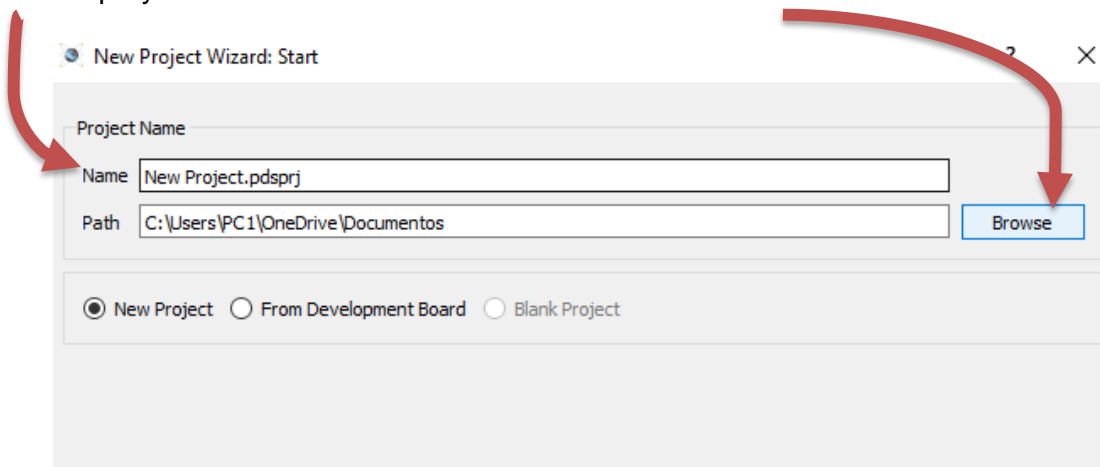 New Project Wizard: Start
Project Name
Name New Project.pdsprj
Path C:\Users\PC1\OneDrive\Documentos Browse
New Project From Development Board Blank Project